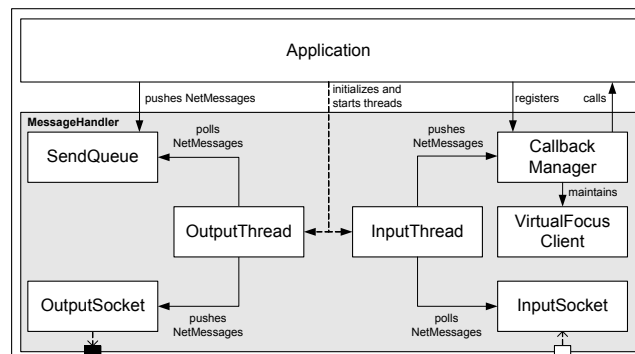 Application
pushes NetMessages
initializes and
starts threads
registers
calls
MessageHandler
SendQueue
polls
NetMessages
pushes
NetMessages
Callback
Manager
maintains
OutputThread
InputThread
VirtualFocus
Client
OutputSocket
pushes
NetMessages
polls
NetMessages
InputSocket